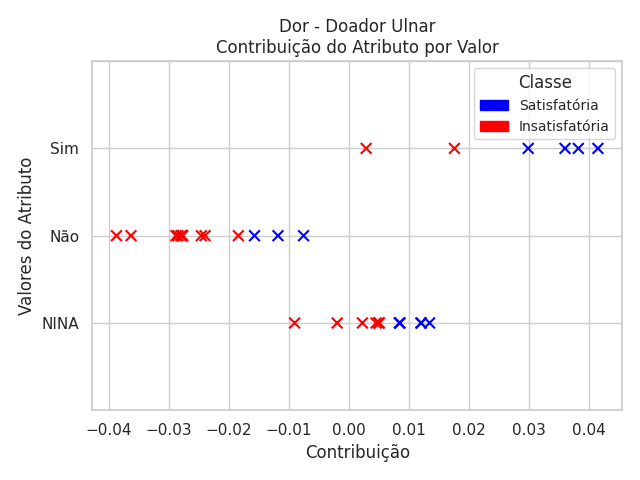 Dor - Doador Ulnar
Contribuição do Atributo por Valor
Classe
Satisfatória
Insatisfatória
Valores do Atributo
Sim
Não
NINA
−0.04 −0.03 −0.02 −0.01 0.00 0.01 0.02 0.03 0.04
Contribuição